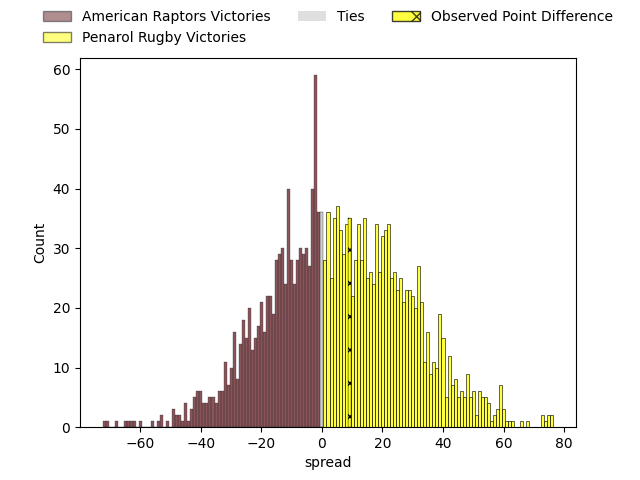 American Raptors Victories
Ties
Observed Point Difference
Penarol Rugby Victories
60
50
40
30
20
10
0
Count
−60
−40
−20
0
20
40
60
80
spread